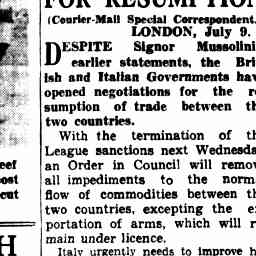 FOR RESUMPTION
(Courier-Mail Special Correspondent.
LONDON, July 9.
DESPITE Signor Mussolini
earlier statements, the Brit
ish and Italian Governments hav
opened negotiations for the re
sumption of trade between th
two countries.
With the termination of th
League sanctions next Wednesda
an Order in Council will remov
all impediments to the norm
flow of commodities between th
two countries, excepting the e
portation of arms, which will r
main under licence.
Italy urgently needs to improve h
eef
ost
cut
H